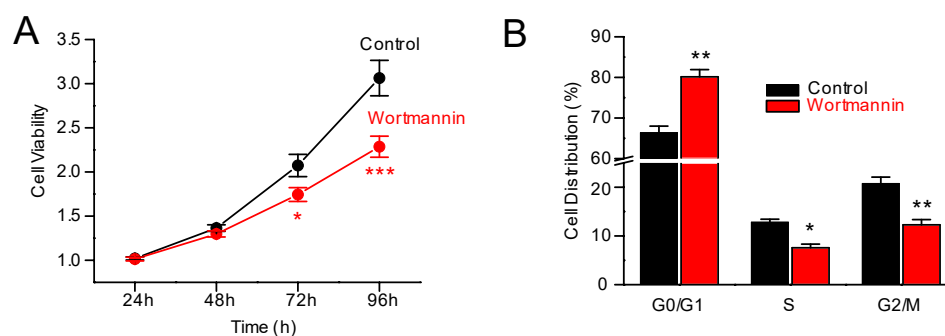 A
Cell Viability
3.5
3.0
2.5
2.0
1.5
1.0
Control
Wortmannin
*
***
24h
48h
72h
96h
Time (h)
B
Cell Distribution (%)
90
80
70
60
20
10
0
**
*
**
Control
Wortmannin
G0/G1
S
G2/M